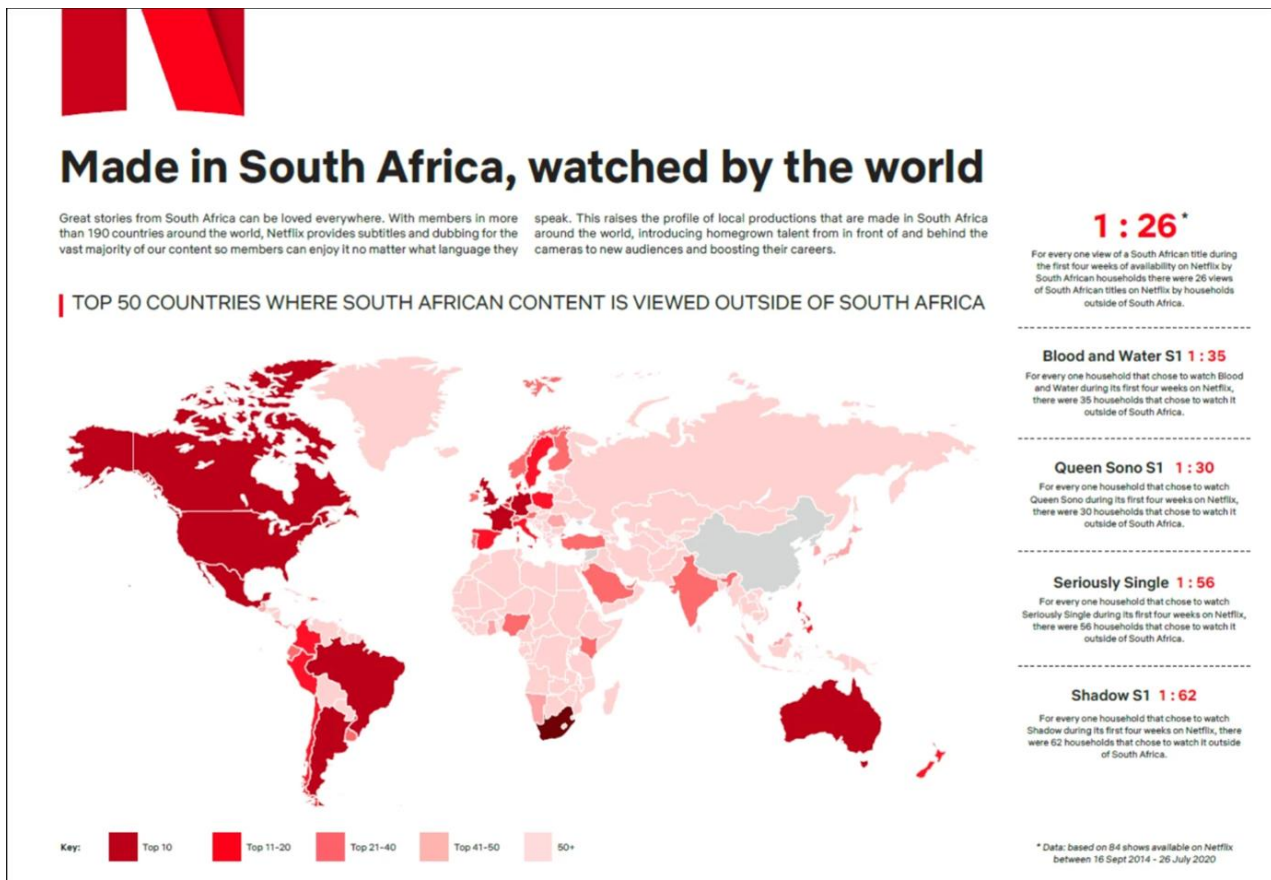 Made in South Africa, watched by the world
Great stories from South Africa can be loved everywhere. With members in more
than 190 countries around the world, Netflix provides subtitles and dubbing for the
vast majority of our content so members can enjoy it no matter what language they
speak. This raises the profile of local productions that are made in South Africa
around the world, introducing homegrown talent from in front of and behind the
cameras to new audiences and boosting their careers.
TOP 50 COUNTRIES WHERE SOUTH AFRICAN CONTENT IS VIEWED OUTSIDE OF SOUTH AFRICA
1 : 26 *
For every one view of a South African title during
the first four weeks of availability on Netflix by
South African households there were 26 views
of South African titles on Netflix by households
outside of South Africa.
Blood and Water S1 1 : 35
For every one household that chose to watch Blood
and Water during its first four weeks on Netflix,
there were 35 households that chose to watch it
outside of South Africa.
Queen Sono S1 1 : 30
For every one household that chose to watch
Queen Sono during its first four weeks on Netflix,
there were 30 households that chose to watch it
outside of South Africa.
Seriously Single 1 : 56
For every one household that chose to watch
Seriously Single during its first four weeks on Netflix,
there were 56 households that chose to watch it
outside of South Africa.
Shadow S1 1 : 62
For every one household that chose to watch
Shadow during its first four weeks on Netflix, there
were 62 households that chose to watch it outside
of South Africa.
Key: Top 10 Top 11-20 Top 21-40 Top 41-50 50+
* Data: based on 84 shows available on Netflix
between 16 Sept 2014 - 26 July 2020